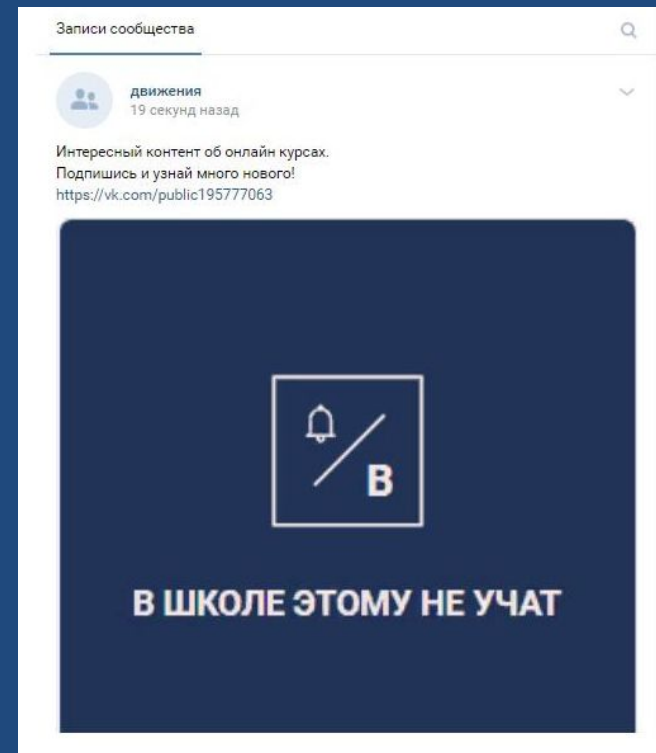 Записи сообщества
движения
19 секунд назад
Интересный контент об онлайн курсах.
Подпишись и узнай много нового!
https://vk.com/public195777063
В
В ШКОЛЕ ЭТОМУ НЕ УЧАТ